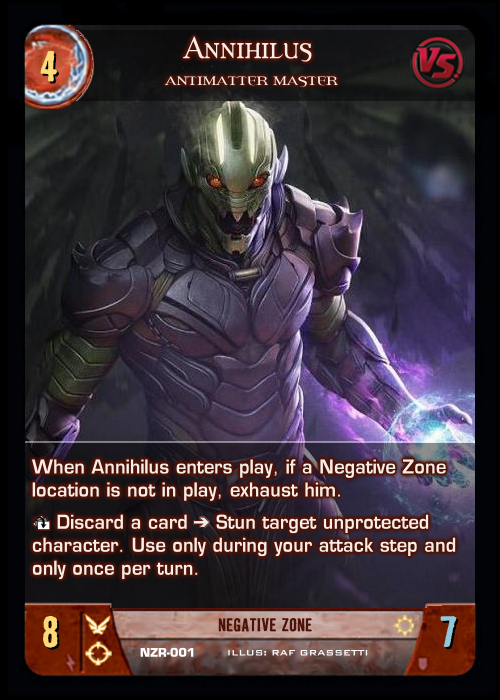 4
ANNIHILUS
VS
ANTIMATTER MASTER
When Annihilus enters play, if a Negative Zone
location is not in play, exhaust him.
Discard a card ➔ Stun target unprotected
character. Use only during your attack step and
only once per turn.
8
NEGATIVE ZONE
7
NZR-001
ILLUS: RAF GRASSETTI